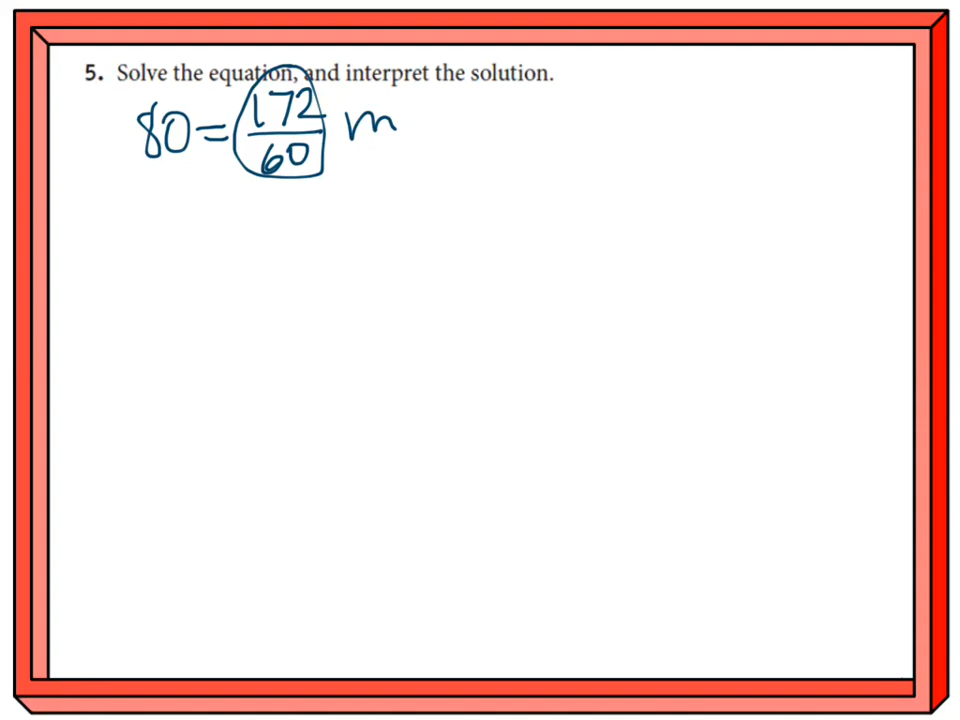 5. Solve the equation, and interpret the solution.
80 = 172/60 m